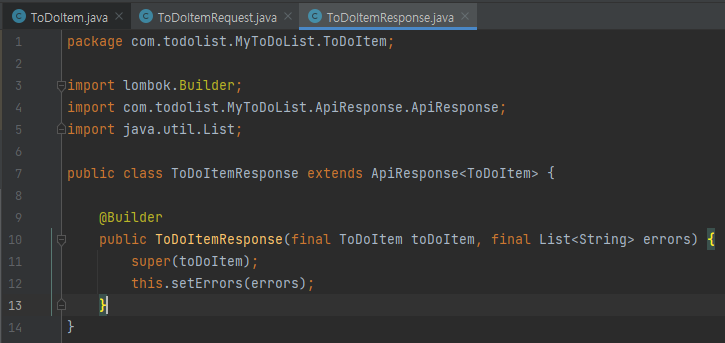 ToDoItem.java × ToDoItemRequest.java × ToDoItemResponse.java ×
1 package com.todolist.MyToDoList.ToDoItem;
2
3 import lombok.Builder;
4 import com.todolist.MyToDoList.ApiResponse.ApiResponse;
5 import java.util.List;
6
7 public class ToDoItemResponse extends ApiResponse<ToDoItem> {
8
9 @Builder
10 public ToDoItemResponse(final ToDoItem toDoItem, final List<String> errors) {
11 super(toDoItem);
12 this.setErrors(errors);
13 }
14 }